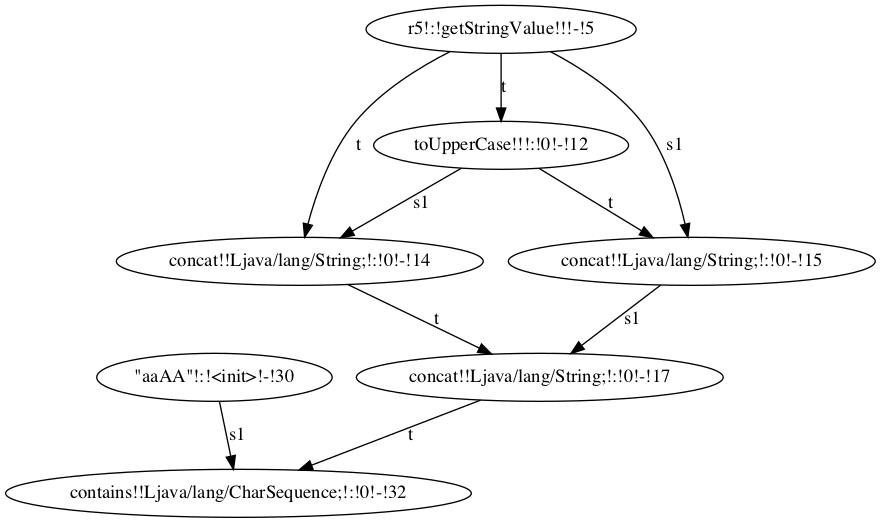 r5!:!getStringValue!!!-!5
t
toUpperCase!!!:!0!-!12
t
s1
s1
t
concat!!Ljava/lang/String;!:!0!-!14
concat!!Ljava/lang/String;!:!0!-!15
t
s1
"aaAA"!:!<init>!-!30
concat!!Ljava/lang/String;!:!0!-!17
s1
t
contains!!Ljava/lang/CharSequence;!:!0!-!32